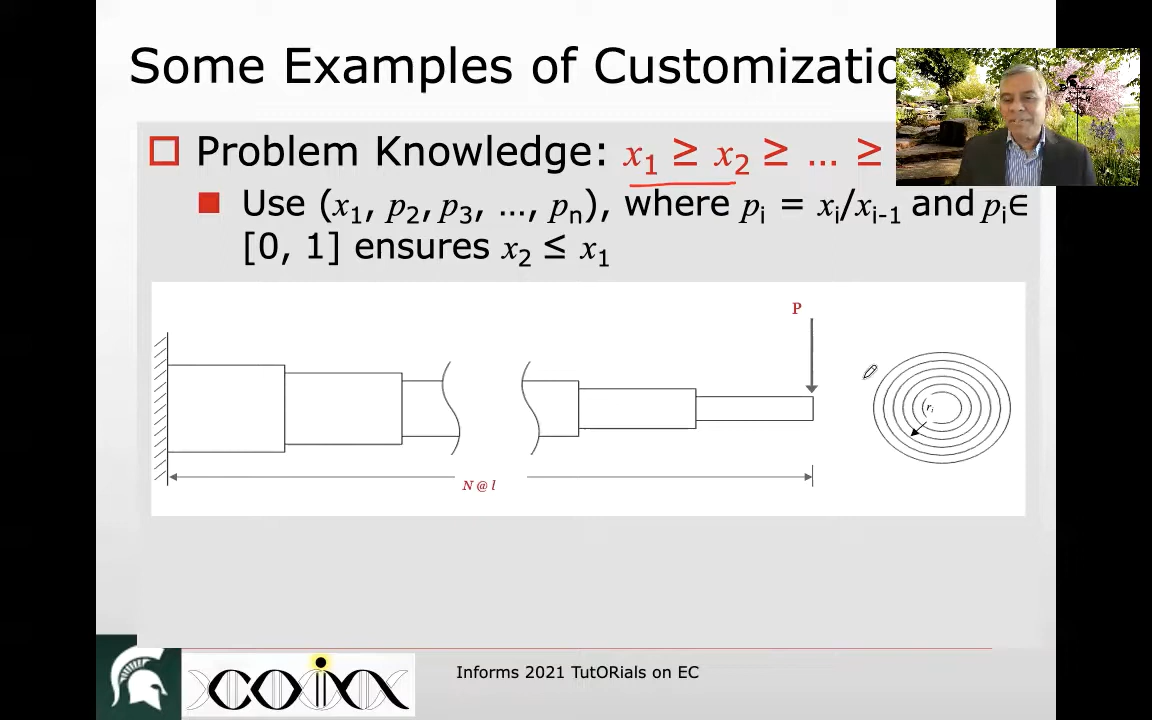 Some Examples of Customizatio
Problem Knowledge: x₁ ≥ x₂ ≥ … ≥
Use (x₁, p₂, p₃, …, pₙ), where pᵢ = xᵢ/xᵢ₋₁ and pᵢ∈
[0, 1] ensures x₂ ≤ x₁
P
rᵢ
N @ l
COIN
Informs 2021 TutORials on EC